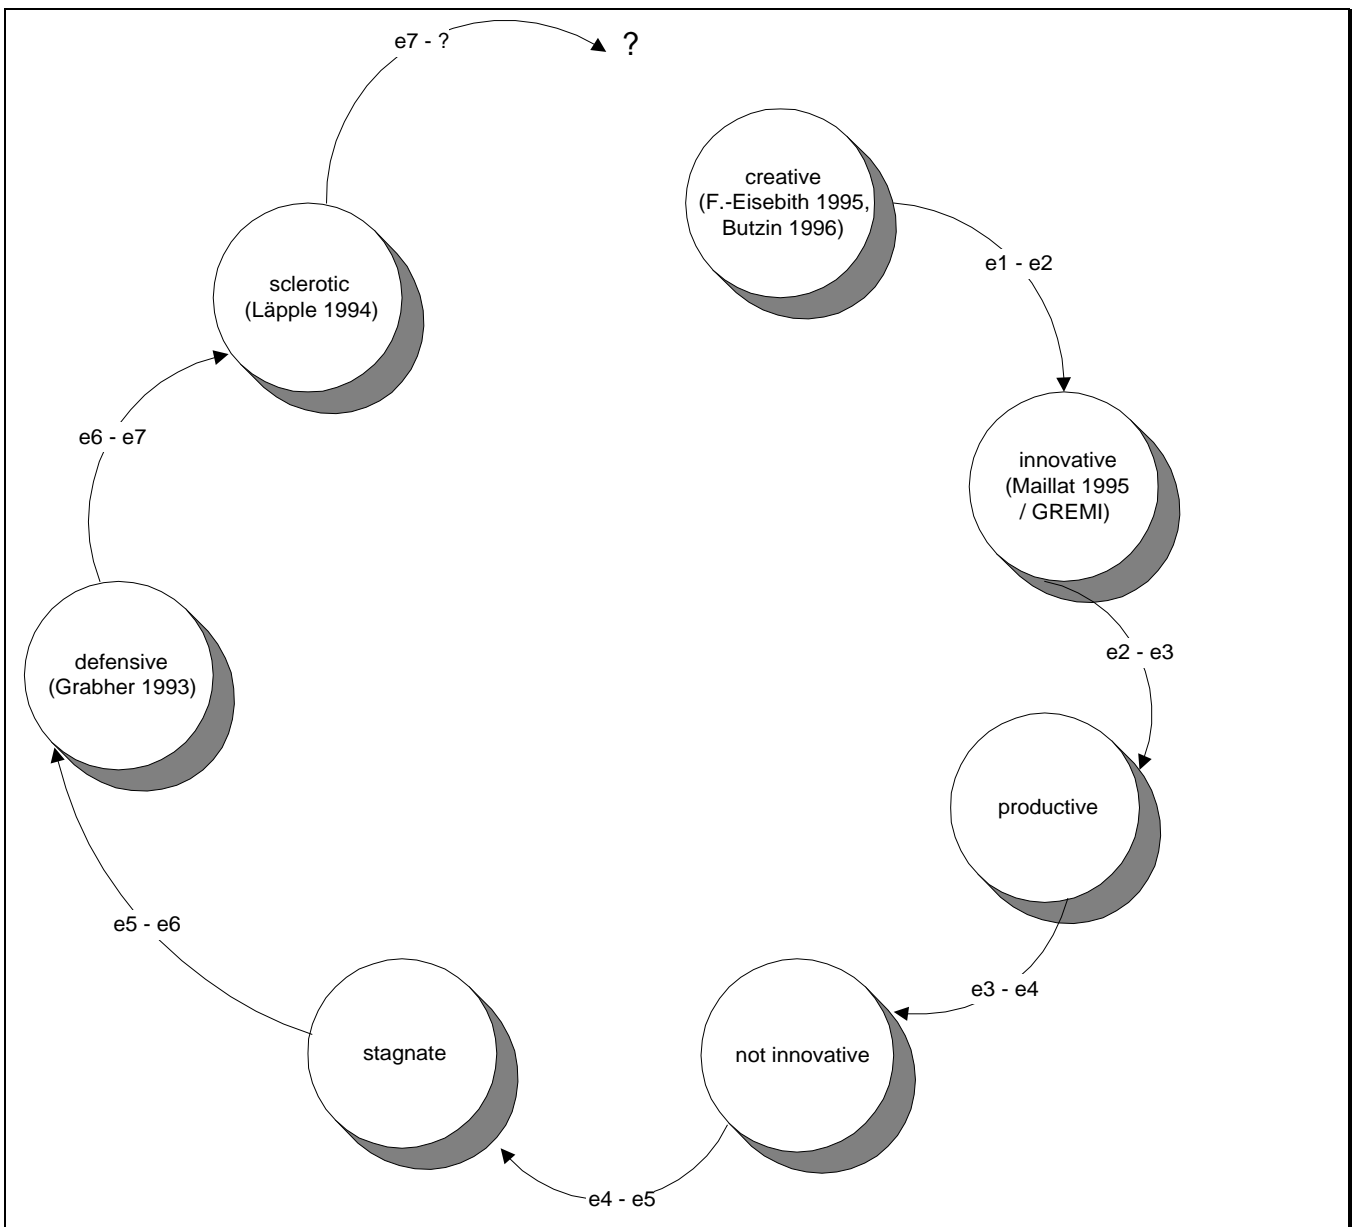 e7 - ?
?
creative
(F.-Eisebith 1995,
Butzin 1996)
e1 - e2
sclerotic
(Läpple 1994)
e6 - e7
innovative
(Maillat 1995
/ GREMI)
e2 - e3
defensive
(Grabher 1993)
productive
e5 - e6
e3 - e4
stagnate
not innovative
e4 - e5